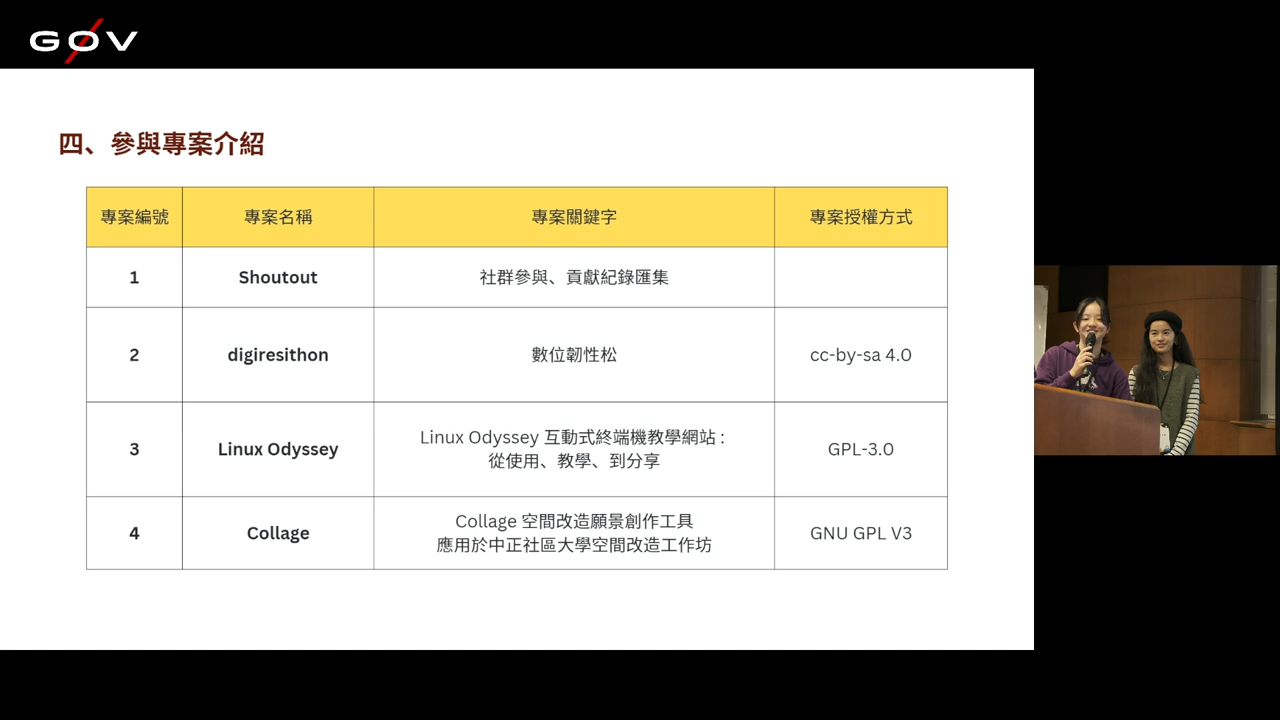 GØV
四、參與專案介紹
專案編號 專案名稱 專案關鍵字 專案授權方式
1 Shoutout 社群參與、貢獻紀錄匯集
2 digiresithon 數位韌性松 cc-by-sa 4.0
3 Linux Odyssey Linux Odyssey 互動式終端機教學網站 :
從使用、教學、到分享 GPL-3.0
4 Collage Collage 空間改造願景創作工具
應用於中正社區大學空間改造工作坊 GNU GPL V3